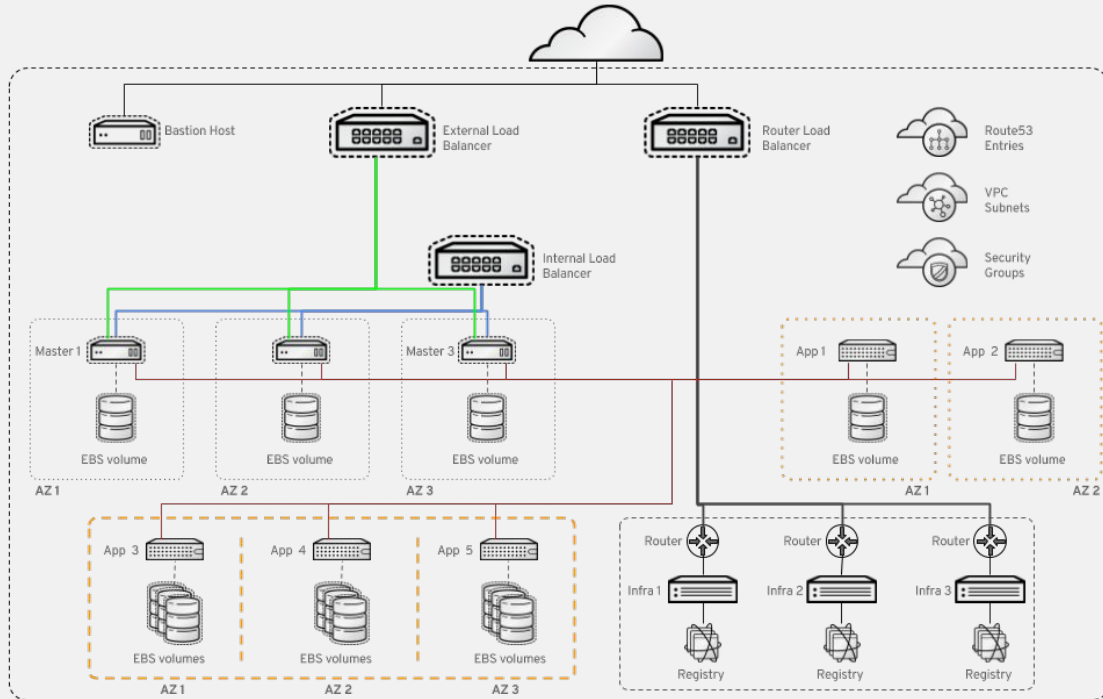 Bastion Host
External Load
Balancer
Router Load
Balancer
Route53
Entries
VPC
Subnets
Security
Groups
Internal Load
Balancer
Master 1
Master 3
App 1
App 2
EBS volume
EBS volume
EBS volume
EBS volume
EBS volume
AZ 1
AZ 2
AZ 3
AZ 1
AZ 2
App 3
App 4
App 5
Router
Router
Router
Infra 1
Infra 2
Infra 3
EBS volumes
EBS volumes
EBS volumes
Registry
Registry
Registry
AZ 1
AZ 2
AZ 3